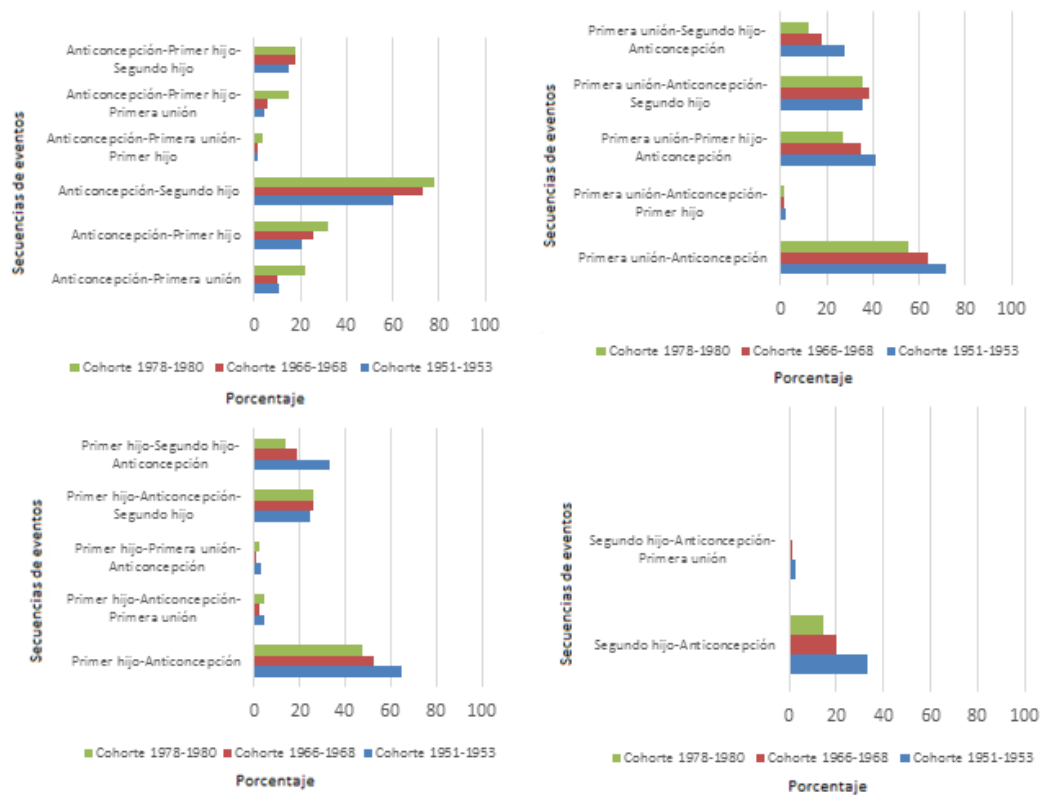 Secuencias de eventos
Anticoncepción-Primer hijo-
Segundo hijo
Anticoncepción-Primer hijo-
Primera unión
Anticoncepción-Primera unión-
Primer hijo
Anticoncepción-Segundo hijo
Anticoncepción-Primer hijo
Anticoncepción-Primera unión
0 20 40 60 80 100
Cohorte 1978-1980 Cohorte 1966-1968 Cohorte 1951-1953
Porcentaje
Secuencias de eventos
Primera unión-Segundo hijo-
Anticoncepción
Primera unión-Anticoncepción-
Segundo hijo
Primera unión-Primer hijo-
Anticoncepción
Primera unión-Anticoncepción-
Primer hijo
Primera unión-Anticoncepción
0 20 40 60 80 100
Cohorte 1978-1980 Cohorte 1966-1968 Cohorte 1951-1953
Porcentaje
Secuencias de eventos
Primer hijo-Segundo hijo-
Anticoncepción
Primer hijo-Anticoncepción-
Segundo hijo
Primer hijo-Primera unión-
Anticoncepción
Primer hijo-Anticoncepción-
Primera unión
Primer hijo-Anticoncepción
0 20 40 60 80 100
Cohorte 1978-1980 Cohorte 1966-1968 Cohorte 1951-1953
Porcentaje
Secuencias de eventos
Segundo hijo-Anticoncepción-
Primera unión
Segundo hijo-Anticoncepción
0 20 40 60 80 100
Cohorte 1978-1980 Cohorte 1966-1968 Cohorte 1951-1953
Porcentaje